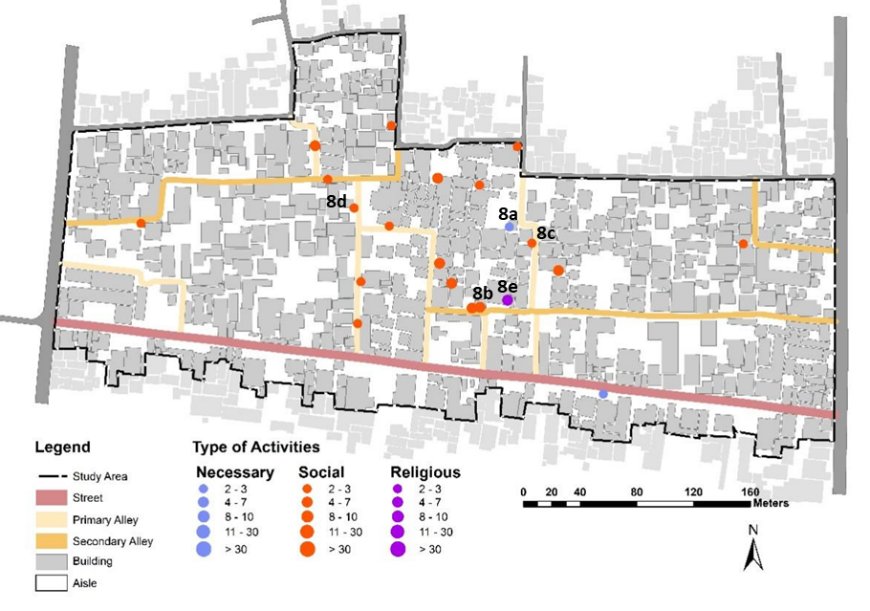 8d
8a
8c
8e
8b
Legend
Study Area
Street
Primary Alley
Secondary Alley
Building
Aisle
Type of Activities
Necessary
2 - 3
4 - 7
8 - 10
11 - 30
> 30
Social
2 - 3
4 - 7
8 - 10
11 - 30
> 30
Religious
2 - 3
4 - 7
8 - 10
11 - 30
> 30
0 20 40 80 120 160
Meters
N